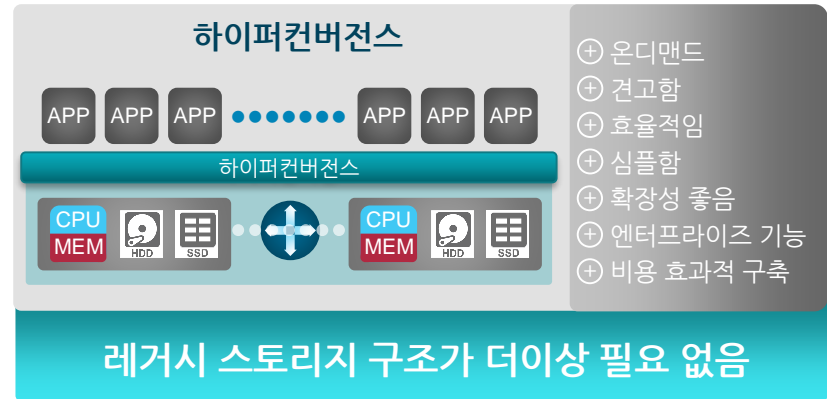 하이퍼컨버전스
APP APP APP APP APP APP
하이퍼컨버전스
CPU
MEM
HDD
SSD
CPU
MEM
HDD
SSD
온디맨드
견고함
효율적임
심플함
확장성 좋음
엔터프라이즈 기능
비용 효과적 구축
레거시 스토리지 구조가 더이상 필요 없음